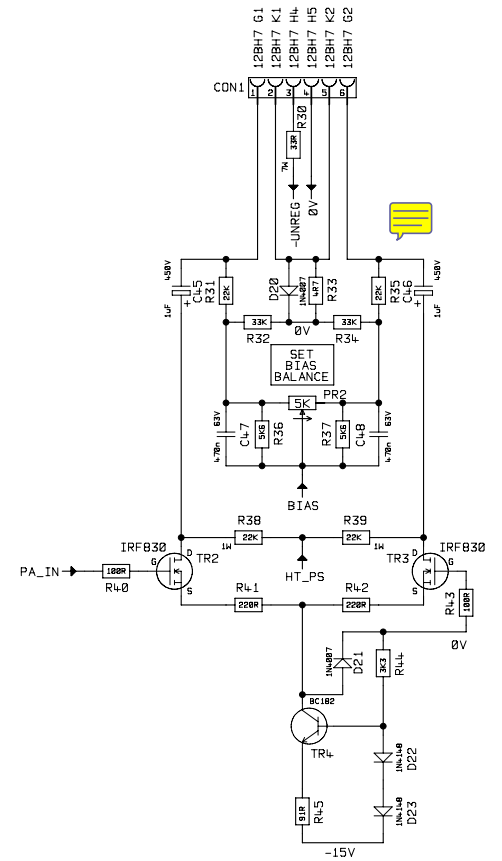 12BH7 G1
12BH7 K1
12BH7 H4
12BH7 H5
12BH7 K2
12BH7 G2
CON1
1 2 3 4 5 6
33R
R30
7W
-UNREG
0V
450V
C45
+
1uF
R31
22K
D20
1N4007
4R7
R33
22K
R35
450V
C46
+
1uF
33K
R32
0V
33K
R34
SET
BIAS
BALANCE
5K
PR2
63V
C47
470n
5K6
R36
R37
5K6
63V
C48
470n
BIAS
R38
22K
1W
R39
22K
1W
HT_PS
IRF830
D
G
S
TR2
PA_IN
100R
R40
IRF830
D
G
S
TR3
R41
220R
R42
220R
R43
100R
0V
1N4007
D21
3K3
R44
BC182
TR4
1N4148
D22
1N4148
D23
91R
R45
-15V